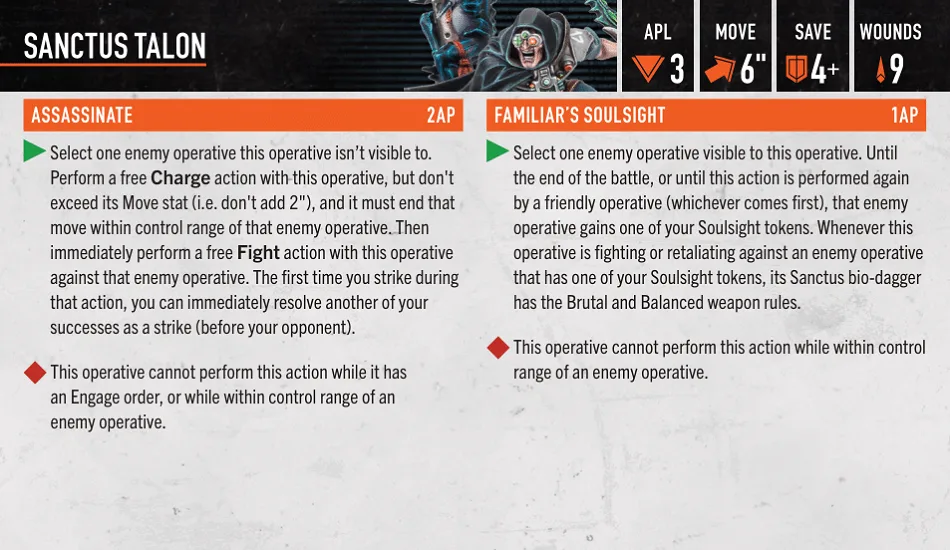 SANCTUS TALON
APL
3
MOVE
6"
SAVE
4+
WOUNDS
9
ASSASSINATE 2AP
Select one enemy operative this operative isn't visible to.
Perform a free Charge action with this operative, but don't
exceed its Move stat (i.e. don't add 2"), and it must end that
move within control range of that enemy operative. Then
immediately perform a free Fight action with this operative
against that enemy operative. The first time you strike during
that action, you can immediately resolve another of your
successes as a strike (before your opponent).
This operative cannot perform this action while it has
an Engage order, or while within control range of an
enemy operative.
FAMILIAR'S SOULSIGHT 1AP
Select one enemy operative visible to this operative. Until
the end of the battle, or until this action is performed again
by a friendly operative (whichever comes first), that enemy
operative gains one of your Soulsight tokens. Whenever this
operative is fighting or retaliating against an enemy operative
that has one of your Soulsight tokens, its Sanctus bio-dagger
has the Brutal and Balanced weapon rules.
This operative cannot perform this action while within control
range of an enemy operative.